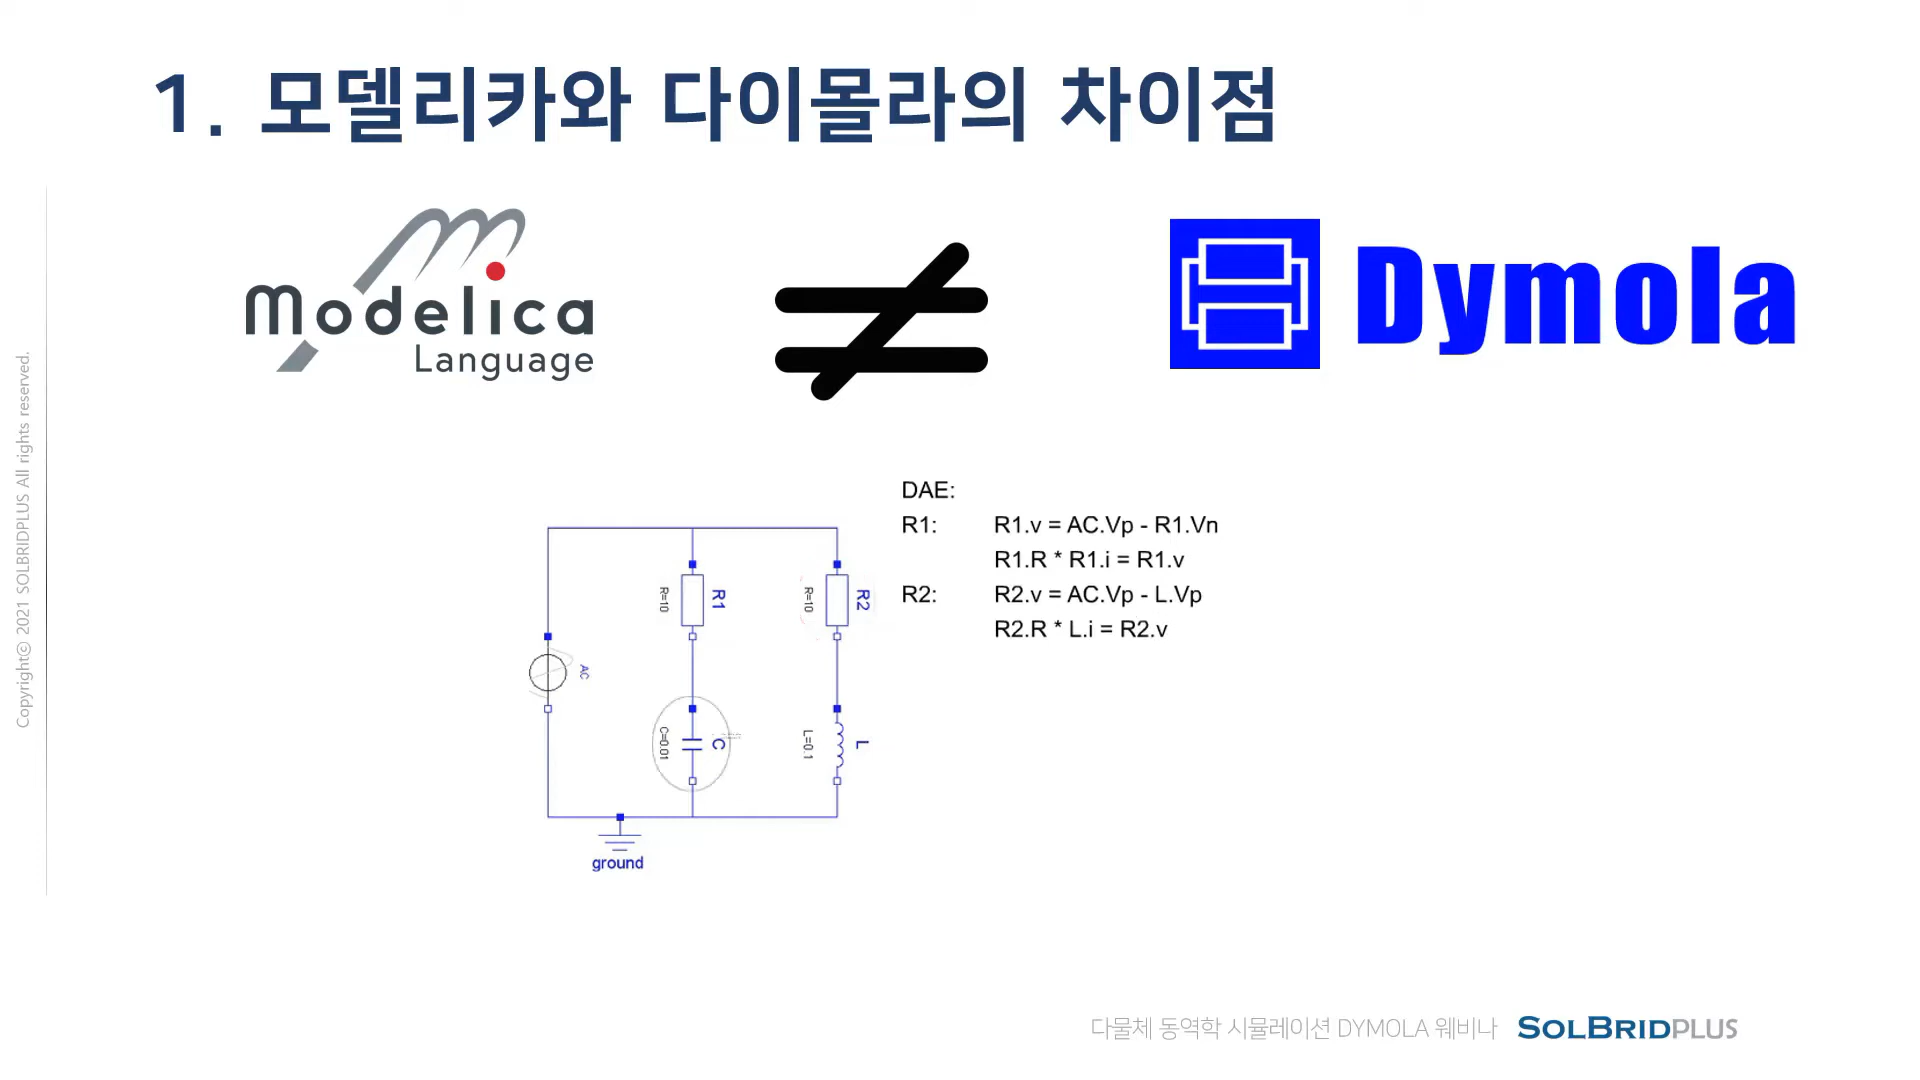 1. 모델리카와 다이몰라의 차이점
Modelica
Language
Dymola
DAE:
R1: R1.v = AC.Vp - R1.Vn
R1.R * R1.i = R1.v
R2: R2.v = AC.Vp - L.Vp
R2.R * L.i = R2.v
R=10
R1
R=10
R2
AC
C=0.01
C
L=0.1
L
ground
Copyright© 2021 SOLBRIDPLUS All rights reserved.
다물체 동역학 시뮬레이션 DYMOLA 웨비나
SOLBRIDPLUS